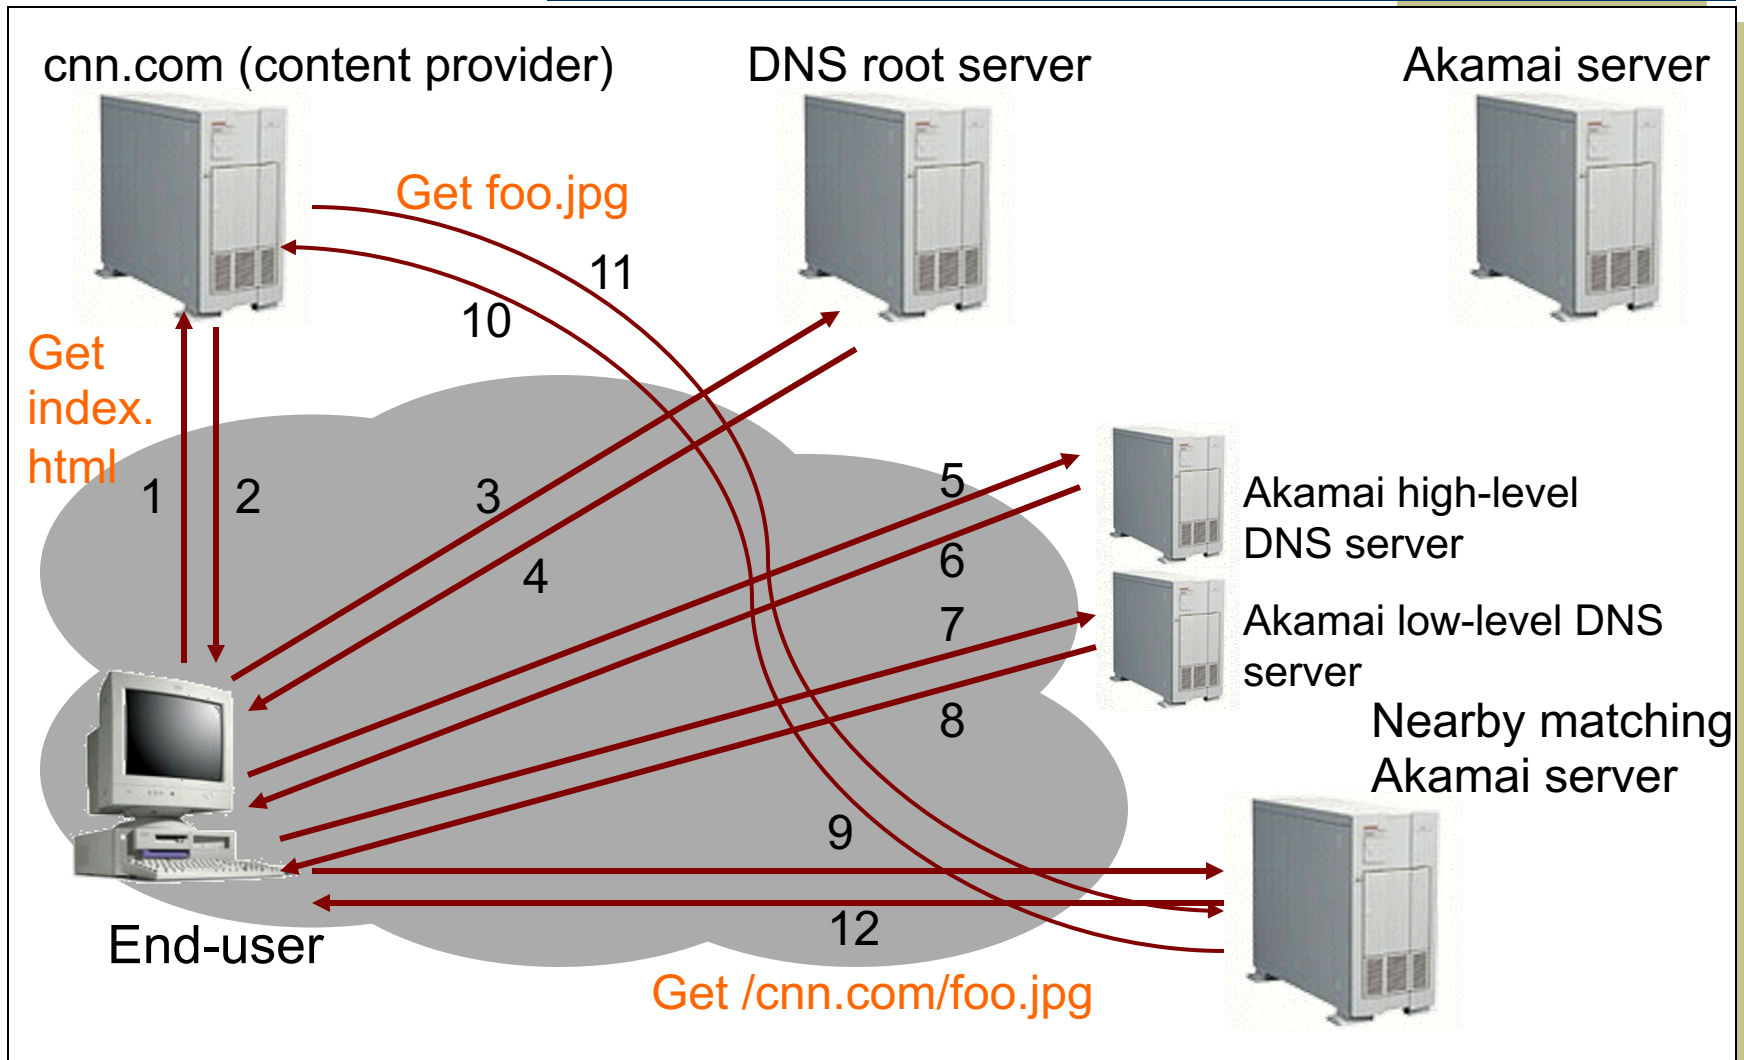 cnn.com (content provider)
DNS root server
Akamai server
Get foo.jpg
11
10
Get
index.
html
1
2
3
4
5
6
Akamai high-level
DNS server
7
8
Akamai low-level DNS
server
Nearby matching
Akamai server
9
12
End-user
Get /cnn.com/foo.jpg